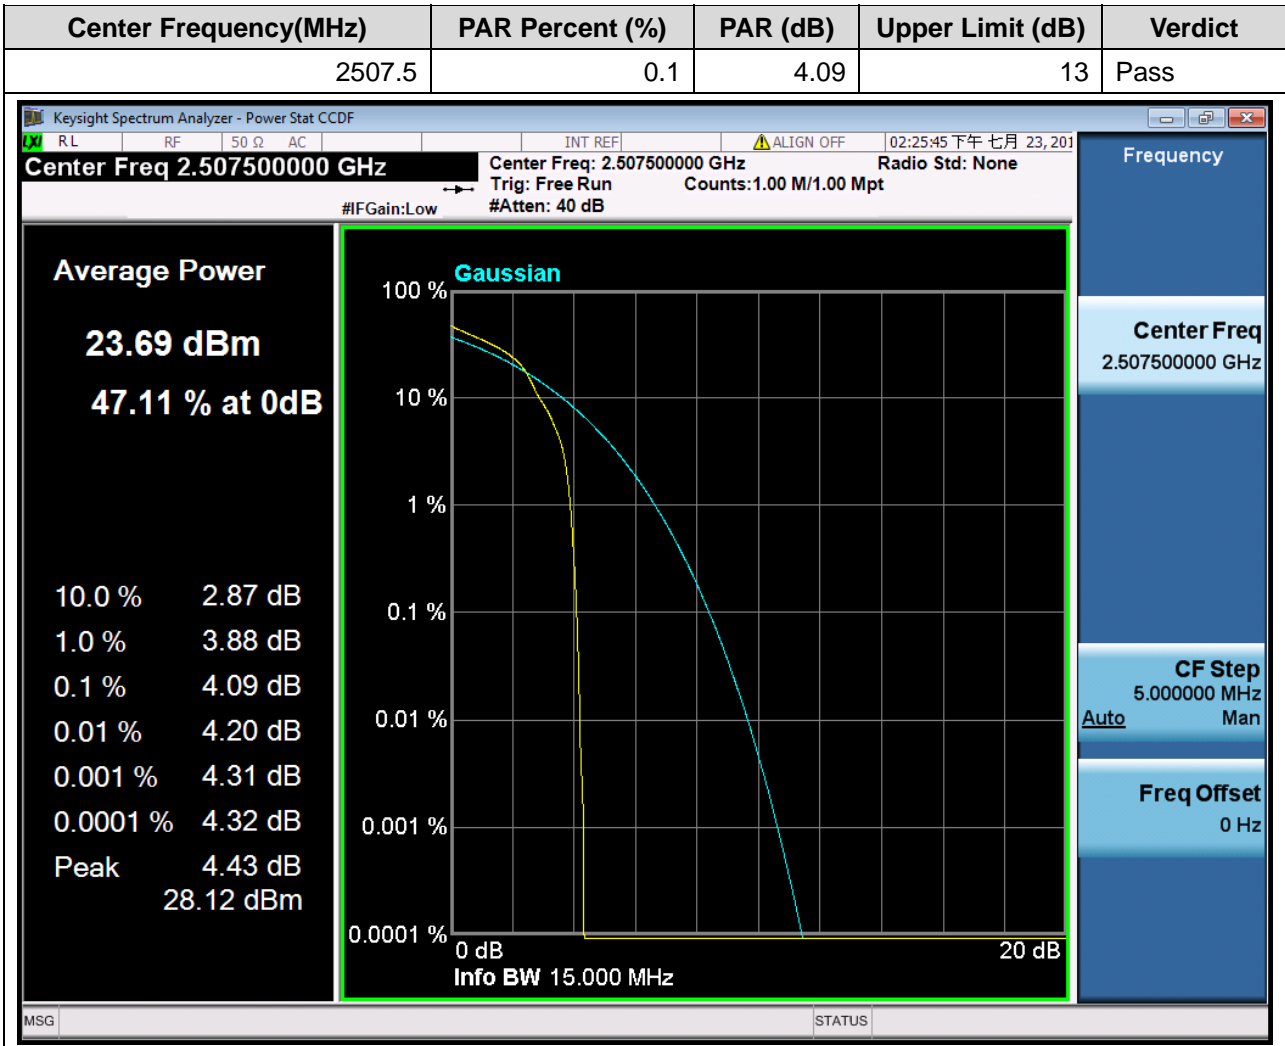 Center Frequency(MHz) PAR Percent (%) PAR (dB) Upper Limit (dB) Verdict
2507.5 0.1 4.09 13 Pass
Keysight Spectrum Analyzer - Power Stat CCDF
LXI RL RF 50 Ω AC INT REF ALIGN OFF 02:25:45 下午 七月 23, 201
Center Freq 2.507500000 GHz
Center Freq: 2.507500000 GHz Radio Std: None
Trig: Free Run Counts:1.00 M/1.00 Mpt
#IFGain:Low #Atten: 40 dB
Average Power
23.69 dBm
47.11 % at 0dB
10.0 % 2.87 dB
1.0 % 3.88 dB
0.1 % 4.09 dB
0.01 % 4.20 dB
0.001 % 4.31 dB
0.0001 % 4.32 dB
Peak 4.43 dB
28.12 dBm
Gaussian
100 %
10 %
1 %
0.1 %
0.01 %
0.001 %
0.0001 %
0 dB 20 dB
Info BW 15.000 MHz
Frequency
Center Freq
2.507500000 GHz
CF Step
5.000000 MHz
Auto Man
Freq Offset
0 Hz
MSG STATUS